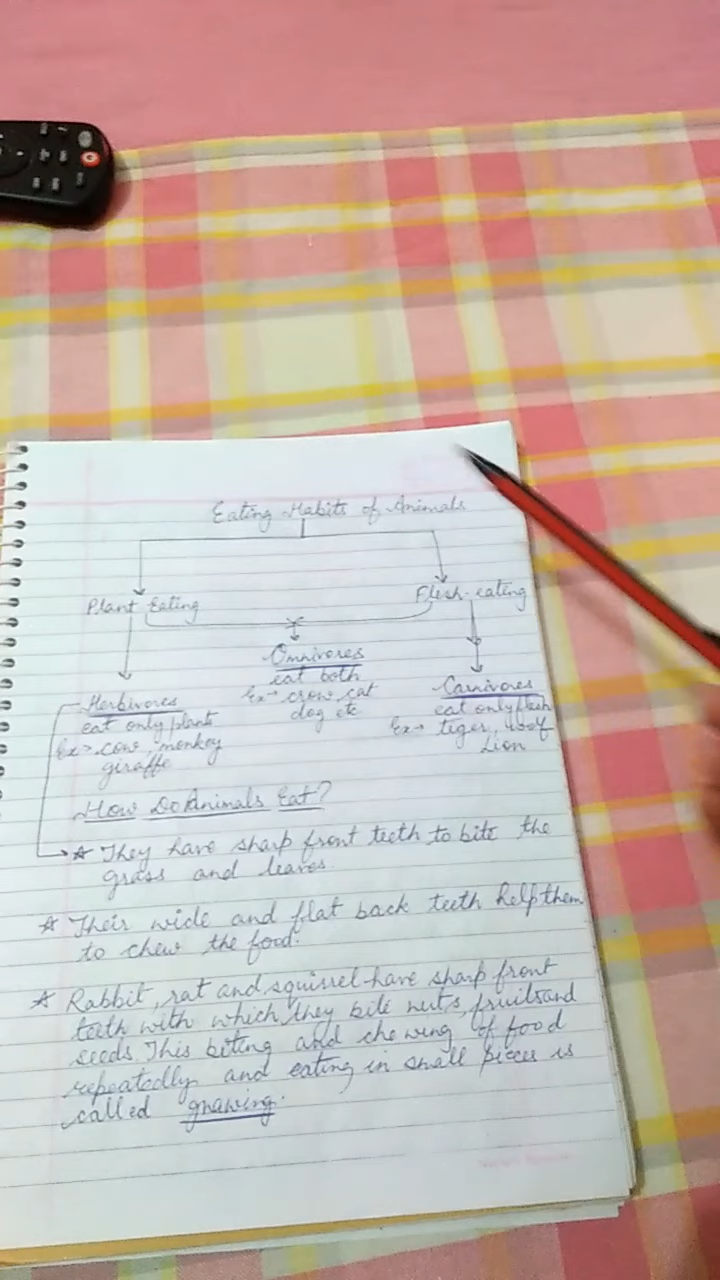 Eating Habits of Animals
Plant Eating
Flesh-eating
Omnivores
eat both
Ex→ crow, cat
dog etc
Herbivores
eat only plants
Ex→ cow, monkey
giraffe
Carnivores
eat only flesh
Ex→ tiger, wolf
Lion
How Do Animals Eat?
☆ They have sharp front teeth to bite the
grass and leaves.
☆ Their wide and flat back teeth help them
to chew the food.
☆ Rabbit, rat and squirrel have sharp front
teeth with which they bite nuts, fruits and
seeds. This biting and chewing of food
repeatedly and eating in small pieces is
called gnawing.